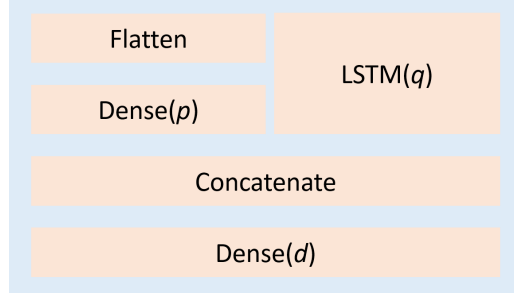 Flatten
LSTM(q)
Dense(p)
Concatenate
Dense(d)